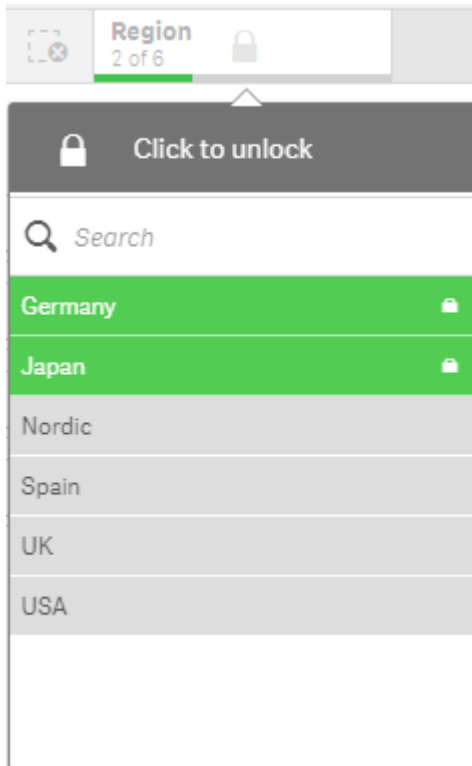 Region
2 of 6
Click to unlock
Search
Germany
Japan
Nordic
Spain
UK
USA